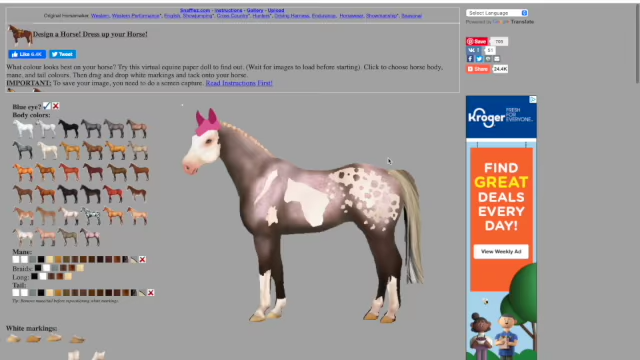 Snaffles.com - Instructions - Gallery - Upload
Original Horsemaker: Western, Western Performance*, English, Showjumping*, Cross Country*, Hunters*, Driving Harness, Endurance, Horsewear, Showmanship*, Seasonal
Design a Horse! Dress up your Horse!
Like 6.4K Tweet
What colour looks best on your horse? Try this virtual equine paper doll to find out. (Wait for images to load before starting). Click to choose horse body,
mane, and tail colours. Then drag and drop white markings and tack onto your horse.
IMPORTANT: To save your image, you need to do a screen capture. Read Instructions First!
Blue eye?
Body colors:
Mane:
Braids:
Long:
Tail:
White markings:
Select Language
Powered by Translate
Save 760
Share 24.4K
Kroger
FRESH
FOR
EVERYONE.
FIND
GREAT
DEALS
EVERY
DAY!
View Weekly Ad